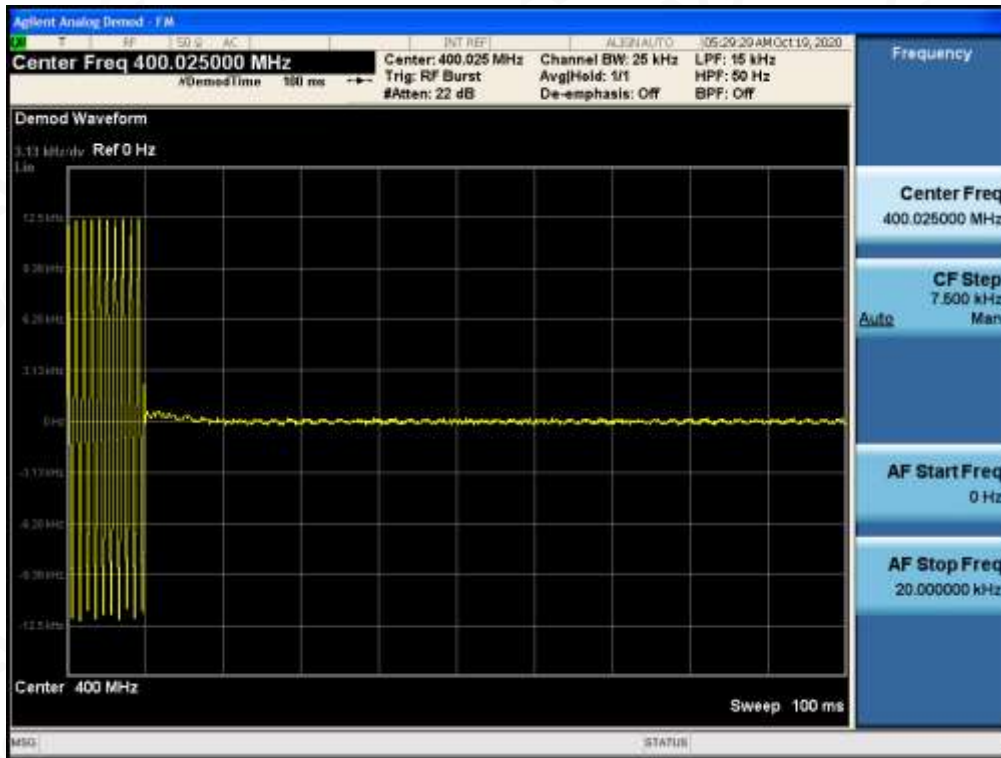 Agilent Analog Demod - FM
T RF 50 Ω AC INT REF ALIGN AUTO 05:29:29 AM Oct 19, 2020
Center Freq 400.025000 MHz
#DemodTime 100 ms
Center: 400.025 MHz Channel BW: 25 kHz LPF: 15 kHz
Trig: RF Burst Avg|Hold: 1/1 HPF: 50 Hz
#Atten: 22 dB De-emphasis: Off BPF: Off
Demod Waveform
3.13 kHz/div Ref 0 Hz
Lin
12.5 kHz
3.13 kHz
0 Hz
-3.13 kHz
-12.5 kHz
Center 400 MHz
Sweep 100 ms
MSG STATUS
Frequency
Center Freq
400.025000 MHz
CF Step
7.500 kHz
Auto Man
AF Start Freq
0 Hz
AF Stop Freq
20.000000 kHz